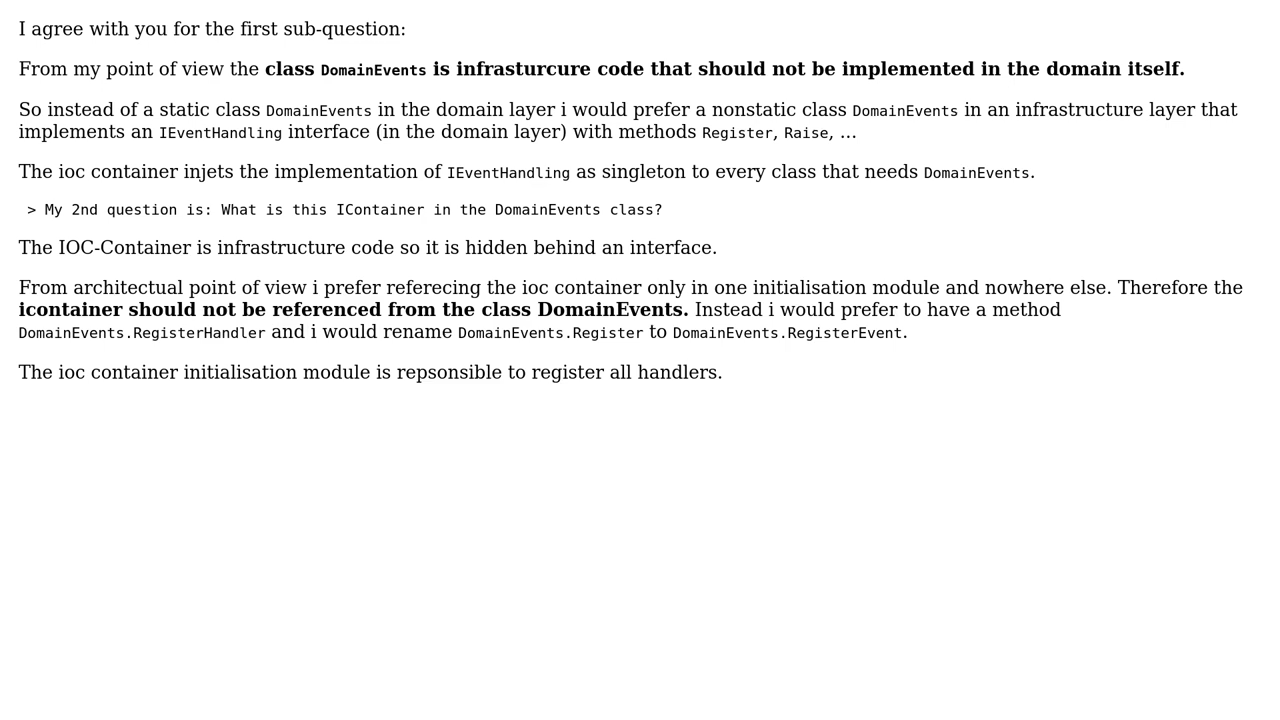 I agree with you for the first sub-question:
From my point of view the class DomainEvents is infrasturcure code that should not be implemented in the domain itself.
So instead of a static class DomainEvents in the domain layer i would prefer a nonstatic class DomainEvents in an infrastructure layer that
implements an IEventHandling interface (in the domain layer) with methods Register, Raise, …
The ioc container injets the implementation of IEventHandling as singleton to every class that needs DomainEvents.
> My 2nd question is: What is this IContainer in the DomainEvents class?
The IOC-Container is infrastructure code so it is hidden behind an interface.
From architectual point of view i prefer referecing the ioc container only in one initialisation module and nowhere else. Therefore the
icontainer should not be referenced from the class DomainEvents. Instead i would prefer to have a method
DomainEvents.RegisterHandler and i would rename DomainEvents.Register to DomainEvents.RegisterEvent.
The ioc container initialisation module is repsonsible to register all handlers.